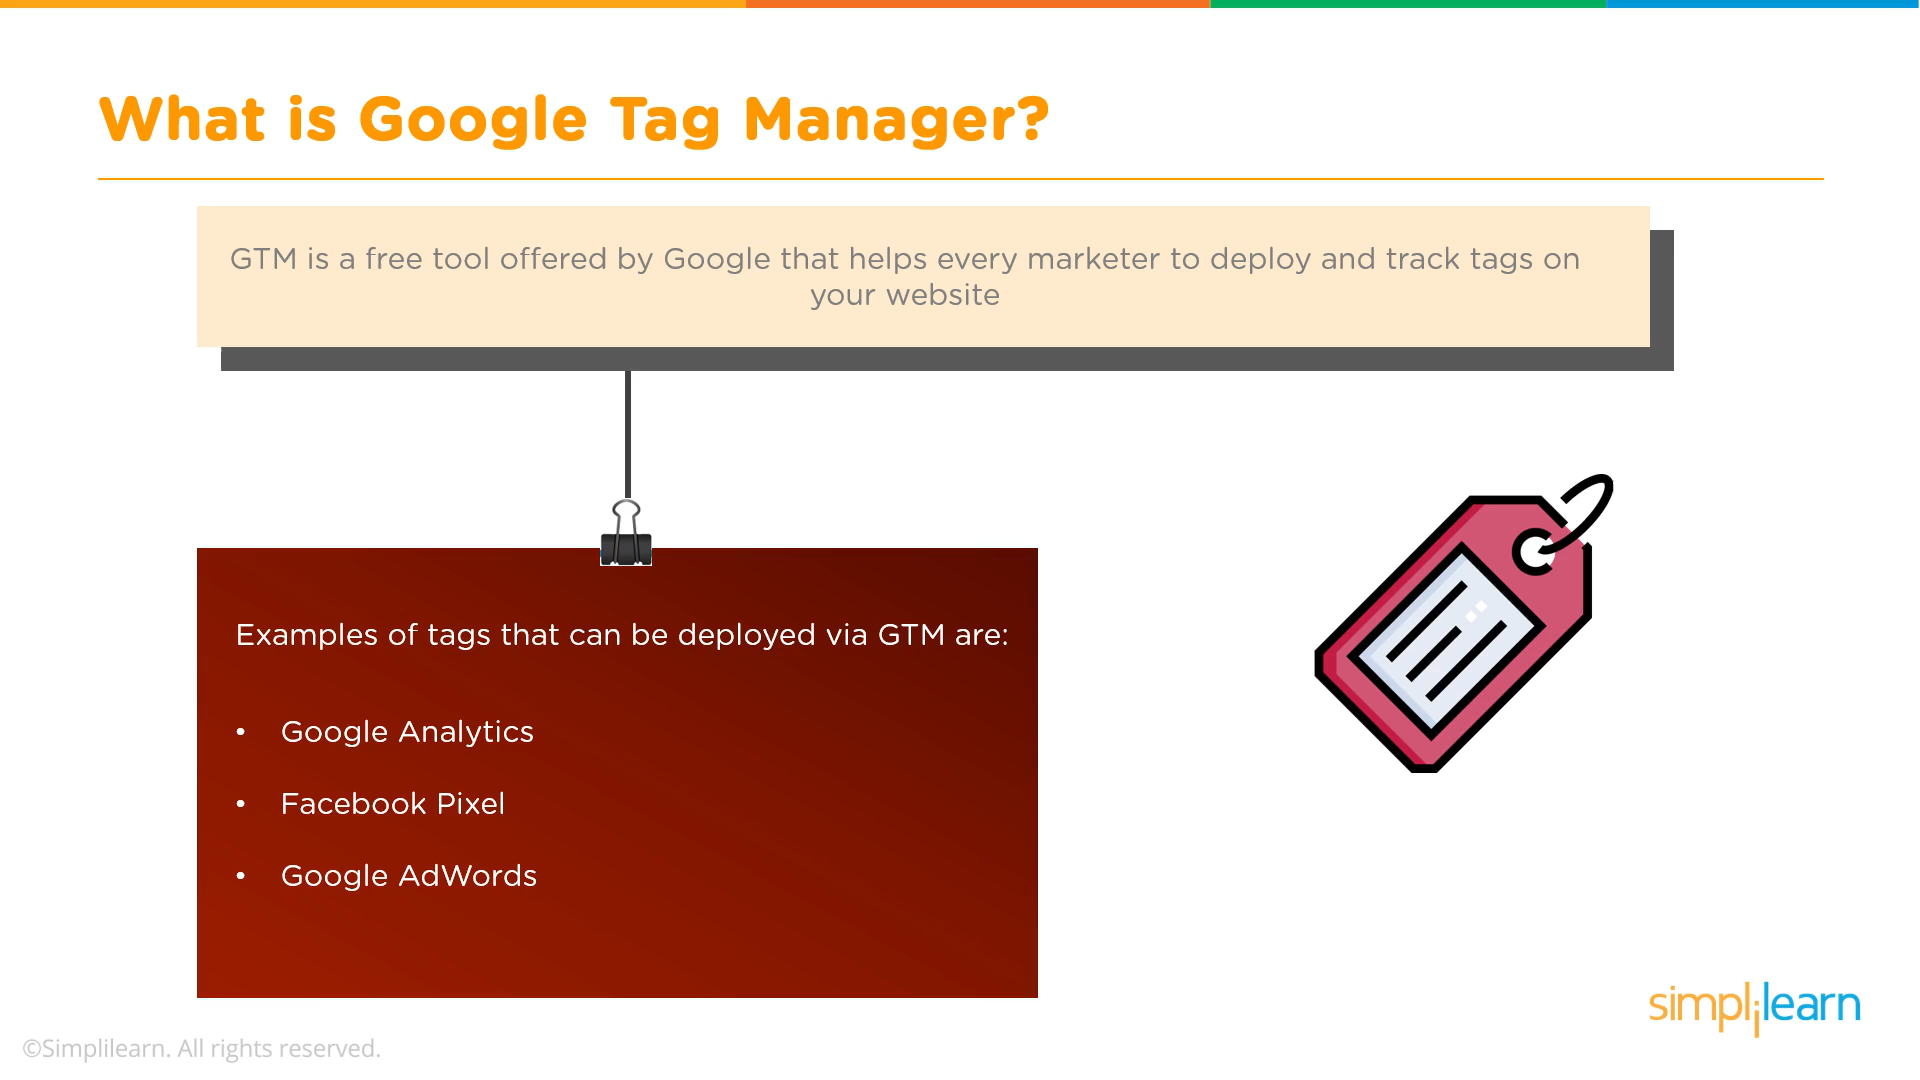 What is Google Tag Manager?
GTM is a free tool offered by Google that helps every marketer to deploy and track tags on
your website
Examples of tags that can be deployed via GTM are:
• Google Analytics
• Facebook Pixel
• Google AdWords
simplilearn
©Simplilearn. All rights reserved.